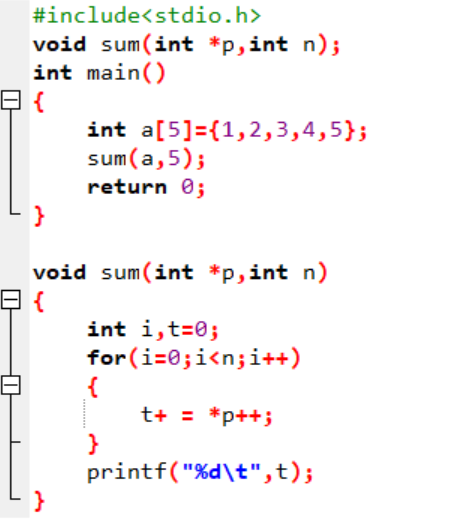 #include<stdio.h>
void sum(int *p,int n);
int main()
{
    int a[5]={1,2,3,4,5};
    sum(a,5);
    return 0;
}

void sum(int *p,int n)
{
    int i,t=0;
    for(i=0;i<n;i++)
    {
        t+ = *p++;
    }
    printf("%d\t",t);
}